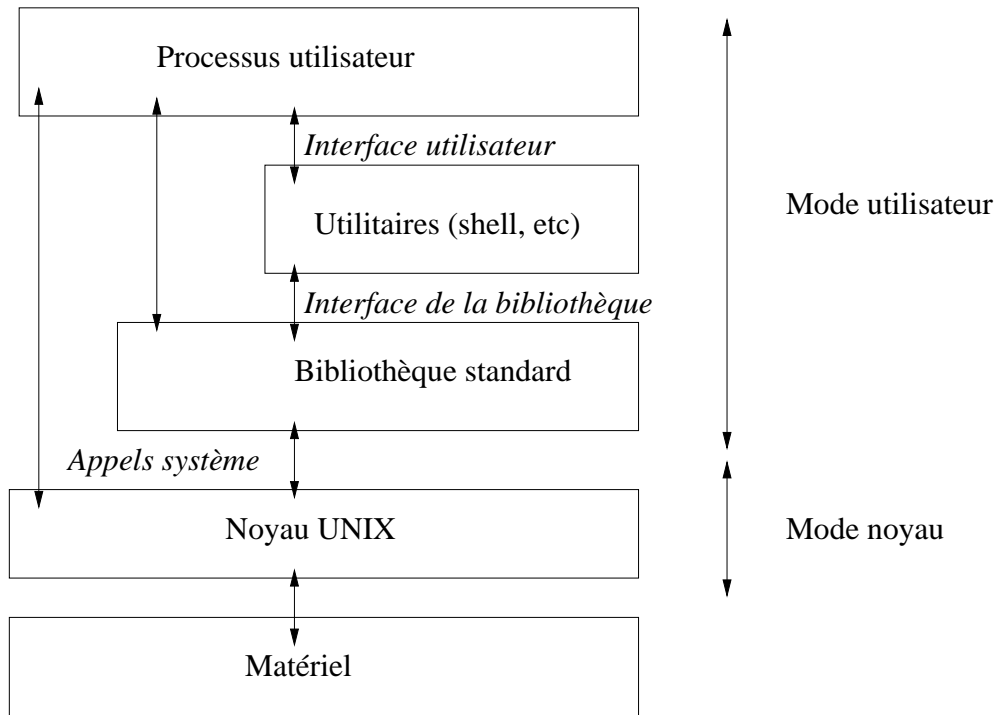 Processus utilisateur
Interface utilisateur
Utilitaires (shell, etc)
Mode utilisateur
Interface de la bibliothèque
Bibliothèque standard
Appels système
Noyau UNIX
Mode noyau
Matériel